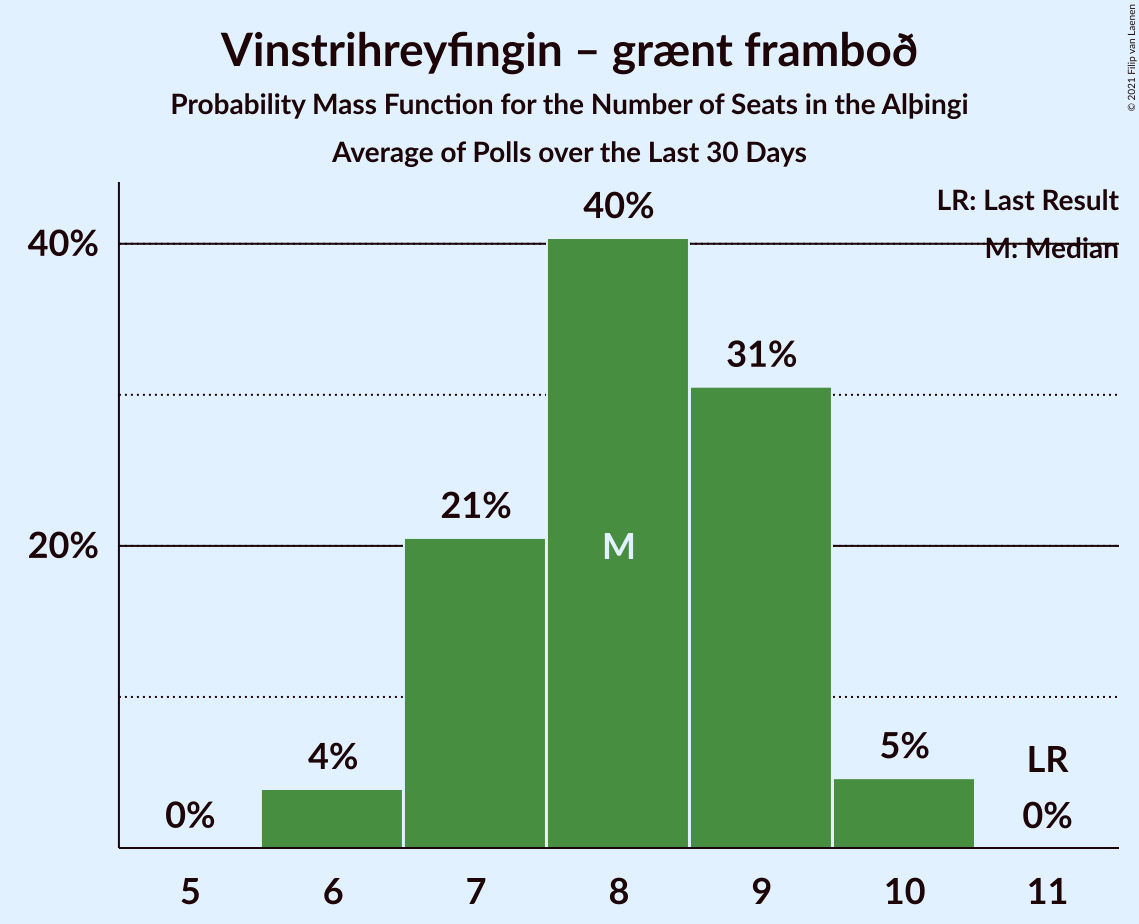 Vinstrihreyfingin – grænt framboð
Probability Mass Function for the Number of Seats in the Alþingi
Average of Polls over the Last 30 Days
© 2021 Filip van Laenen
LR: Last Result
M: Median
40%
20%
0%
4%
21%
40%
M
31%
5%
LR
0%
5 6 7 8 9 10 11